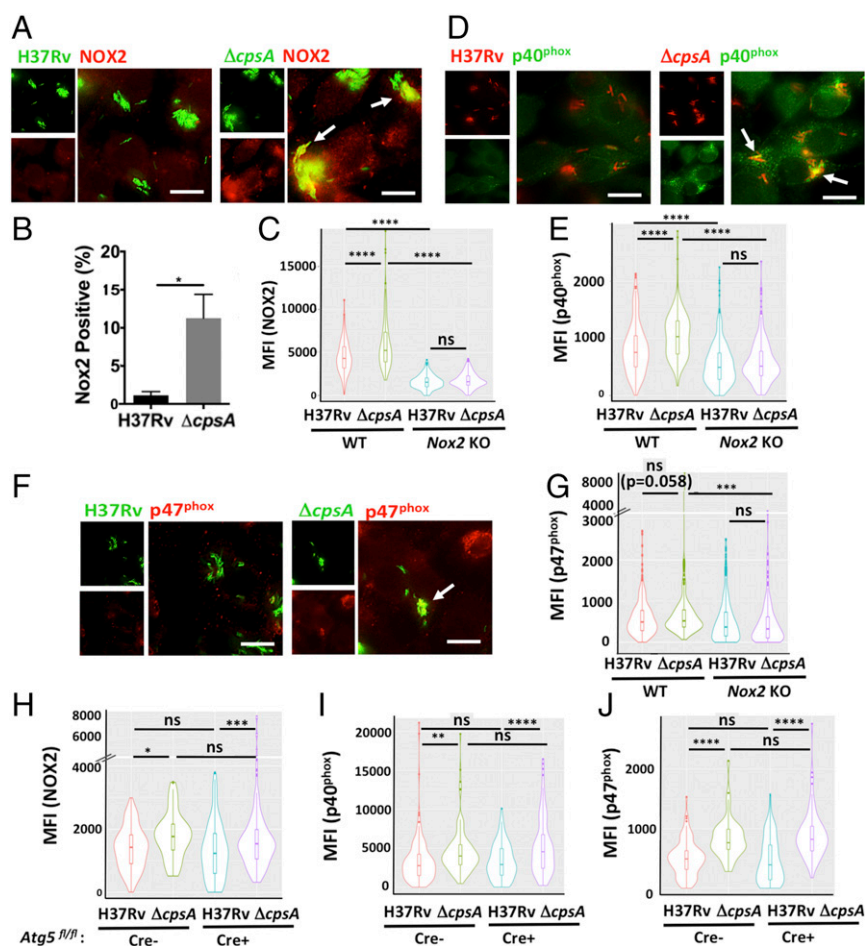 A
H37Rv NOX2
ΔcpsA NOX2
D
H37Rv p40phox
ΔcpsA p40phox
B
Nox2 Positive (%)
20
15
10
5
0
*
H37Rv ΔcpsA
C
MFI (NOX2)
15000
10000
5000
0
****
****
****
ns
H37Rv ΔcpsA H37Rv ΔcpsA
WT Nox2 KO
E
MFI (p40phox)
2000
1000
0
****
****
****
ns
H37Rv ΔcpsA H37Rv ΔcpsA
WT Nox2 KO
F
H37Rv p47phox
ΔcpsA p47phox
G
MFI (p47phox)
8000
6000
4000
3000
2000
1000
0
ns
(p=0.058)
***
ns
H37Rv ΔcpsA H37Rv ΔcpsA
WT Nox2 KO
H
MFI (NOX2)
8000
6000
4000
2000
0
ns
***
*
ns
H37Rv ΔcpsA H37Rv ΔcpsA
Atg5 fl/fl : Cre- Cre+
I
MFI (p40phox)
20000
15000
10000
5000
0
ns
****
**
ns
H37Rv ΔcpsA H37Rv ΔcpsA
Cre- Cre+
J
MFI (p47phox)
2000
1000
0
ns
****
****
ns
H37Rv ΔcpsA H37Rv ΔcpsA
Cre- Cre+